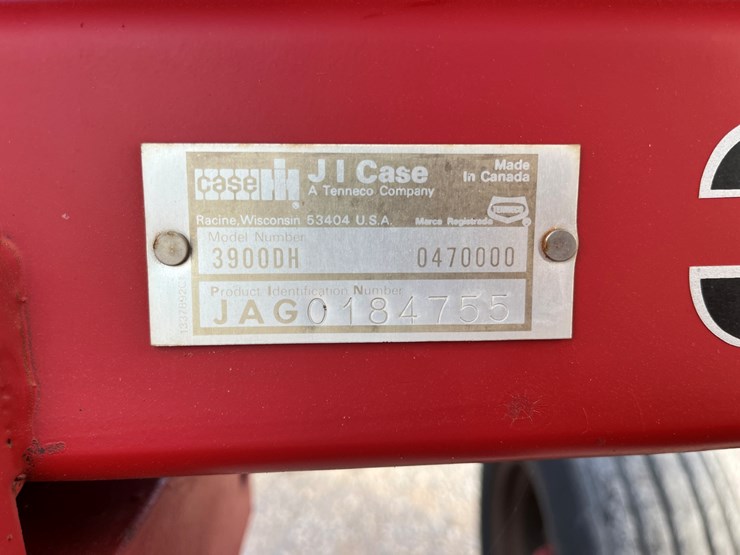 case IH ®
J I Case
A Tenneco Company
Made
In Canada
Racine, Wisconsin 53404 U.S.A.
Marca Registrada
TENNECO
Model Number
3900DH 0470000
Product Identification Number
JAG0184755